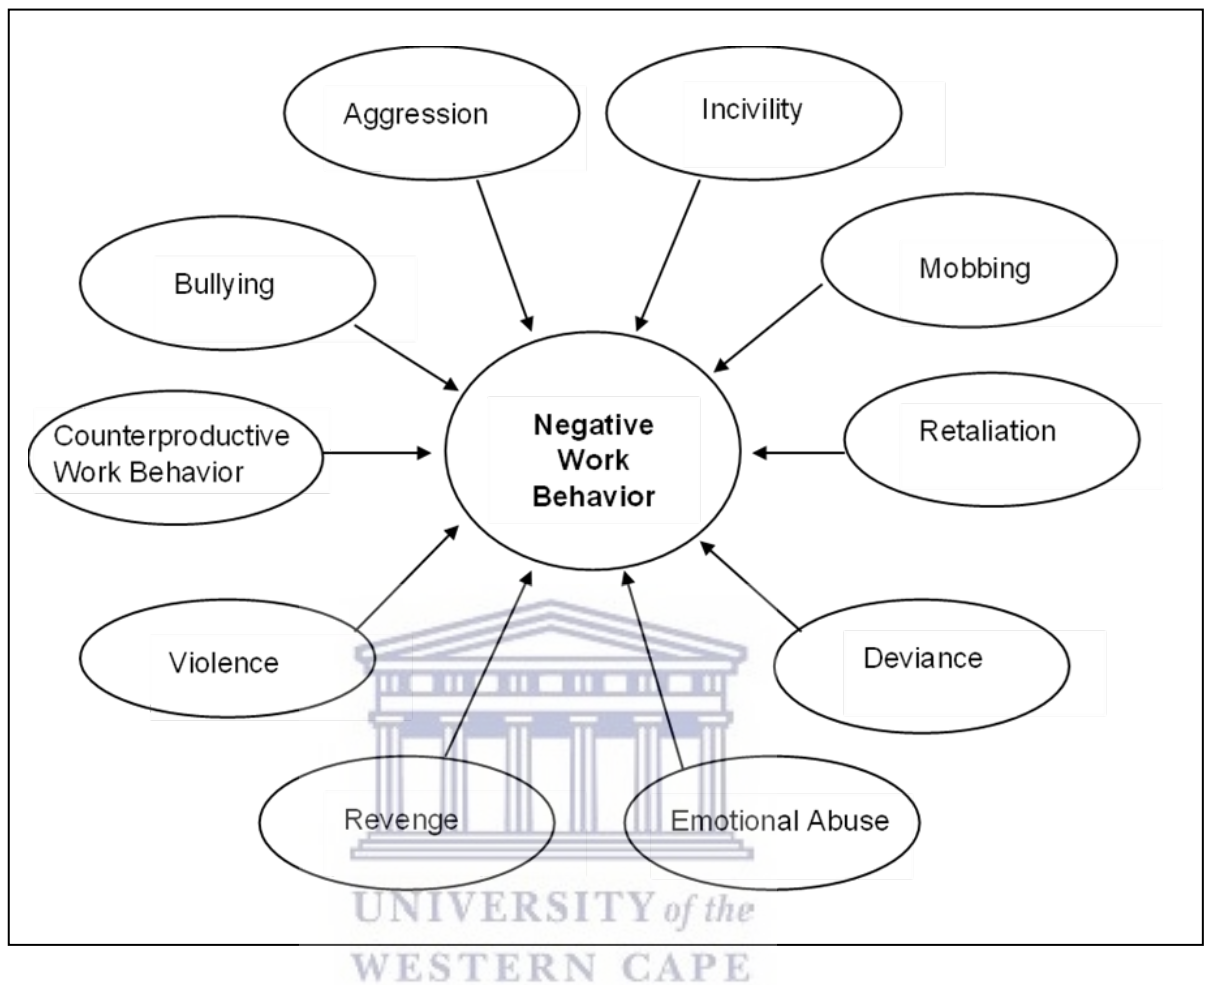 Aggression
Incivility
Bullying
Mobbing
Counterproductive
Work Behavior
Negative
Work
Behavior
Retaliation
Violence
Deviance
Revenge
Emotional Abuse
UNIVERSITY of the
WESTERN CAPE